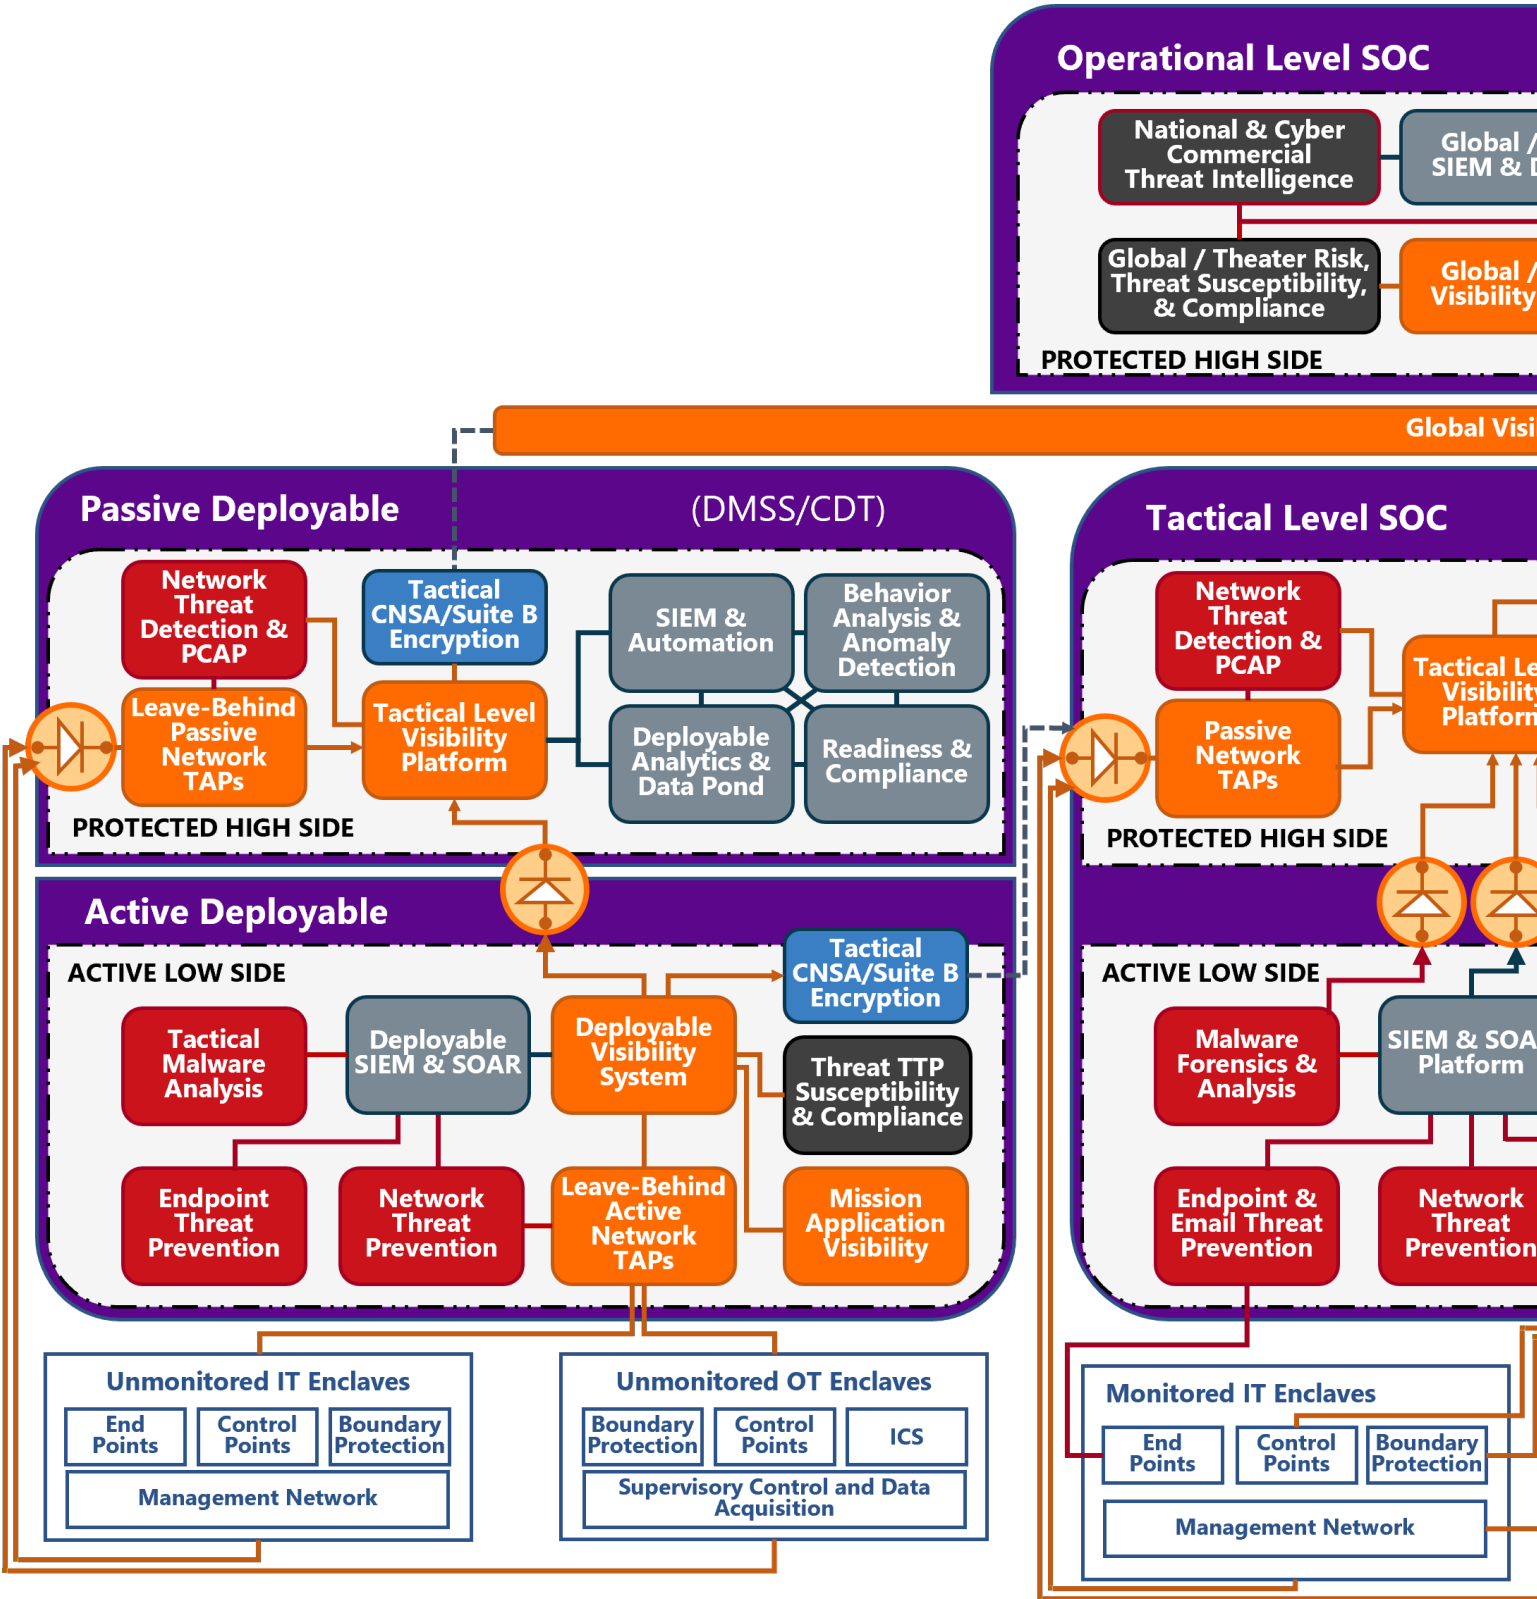 Operational Level SOC
National & Cyber
Commercial
Threat Intelligence
Global /
SIEM &
Global / Theater Risk,
Threat Susceptibility,
& Compliance
Global /
Visibility
PROTECTED HIGH SIDE
Global
Passive Deployable
(DMSS/CDT)
Network
Threat
Detection &
PCAP
Tactical
CNSA/Suite B
Encryption
SIEM &
Automation
Behavior
Analysis &
Anomaly
Detection
Leave-Behind
Passive
Network
TAPs
Tactical Level
Visibility
Platform
Deployable
Analytics &
Data Pond
Readiness &
Compliance
PROTECTED HIGH SIDE
Active Deployable
ACTIVE LOW SIDE
Tactical
CNSA/Suite B
Encryption
Tactical
Malware
Analysis
Deployable
SIEM & SOAR
Deployable
Visibility
System
Threat TTP
Susceptibility
& Compliance
Endpoint
Threat
Prevention
Network
Threat
Prevention
Leave-Behind
Active
Network
TAPs
Mission
Application
Visibility
Unmonitored IT Enclaves
End
Points
Control
Points
Boundary
Protection
Management Network
Unmonitored OT Enclaves
Boundary
Protection
Control
Points
ICS
Supervisory Control and Data
Acquisition
Tactical Level SOC
Network
Threat
Detection &
PCAP
Tactical
Visibility
Platform
Passive
Network
TAPs
PROTECTED HIGH SIDE
ACTIVE LOW SIDE
Malware
Forensics &
Analysis
SIEM &
Platform
Endpoint &
Email Threat
Prevention
Network
Threat
Prevention
Monitored IT Enclaves
End
Points
Control
Points
Boundary
Protection
Management Network